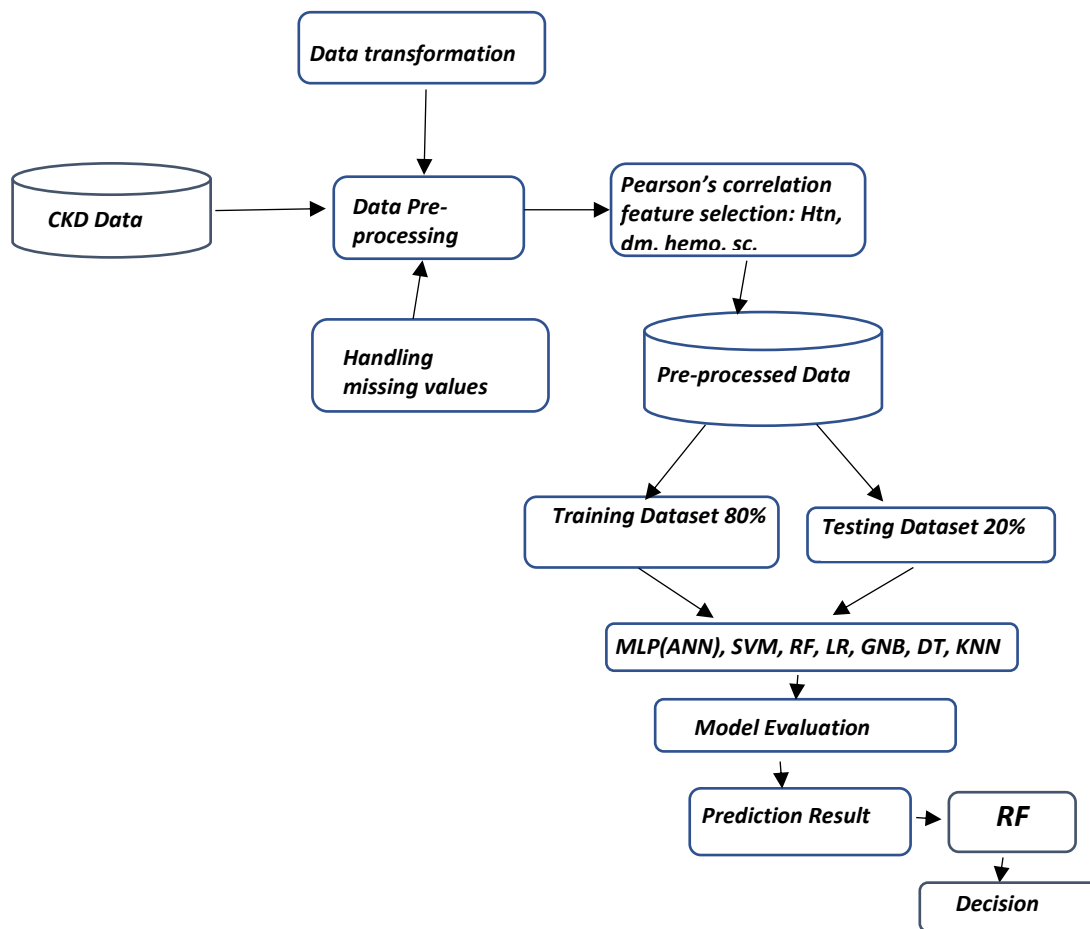 Data transformation
CKD Data
Data Pre-
processing
Pearson's correlation
feature selection: Htn,
dm, hemo, sc.
Handling
missing values
Pre-processed Data
Training Dataset 80%
Testing Dataset 20%
MLP(ANN), SVM, RF, LR, GNB, DT, KNN
Model Evaluation
Prediction Result
RF
Decision